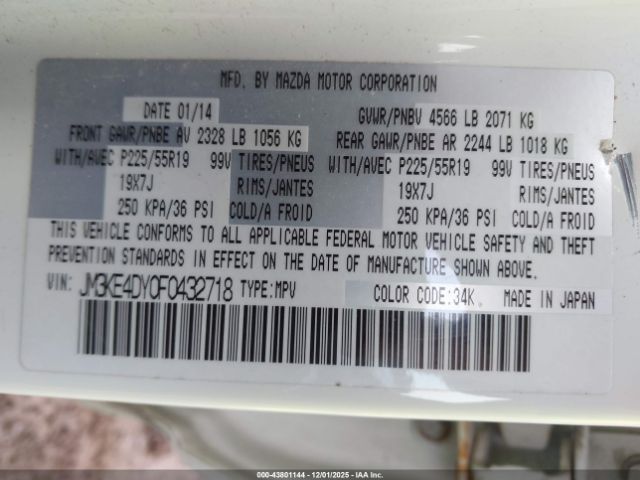 MFD. BY MAZDA MOTOR CORPORATION
DATE 01/14 GVWR/PNBV 4566 LB 2071 KG
FRONT GAWR/PNBE AV 2328 LB 1056 KG REAR GAWR/PNBE AR 2244 LB 1018 KG
WITH/AVEC P225/55R19 99V TIRES/PNEUS WITH/AVEC P225/55R19 99V TIRES/PNEUS
19X7J RIMS/JANTES 19X7J RIMS/JANTES
250 KPA/36 PSI COLD/A FROID 250 KPA/36 PSI COLD/A FROID
THIS VEHICLE CONFORMS TO ALL APPLICABLE FEDERAL MOTOR VEHICLE SAFETY AND THEFT
PREVENTION STANDARDS IN EFFECT ON THE DATE OF MANUFACTURE SHOWN ABOVE.
VIN: JM3KE4DY0F0432718 TYPE:MPV COLOR CODE:34K MADE IN JAPAN
000-43801144 - 12/01/2025 - IAA Inc.